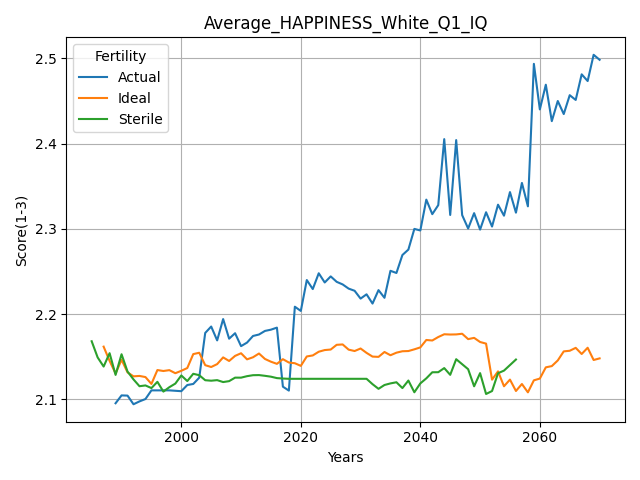 Average_HAPPINESS_White_Q1_IQ
Fertility
Actual
Ideal
Sterile
Score(1-3)
2.5
2.4
2.3
2.2
2.1
2000
2020
2040
2060
Years